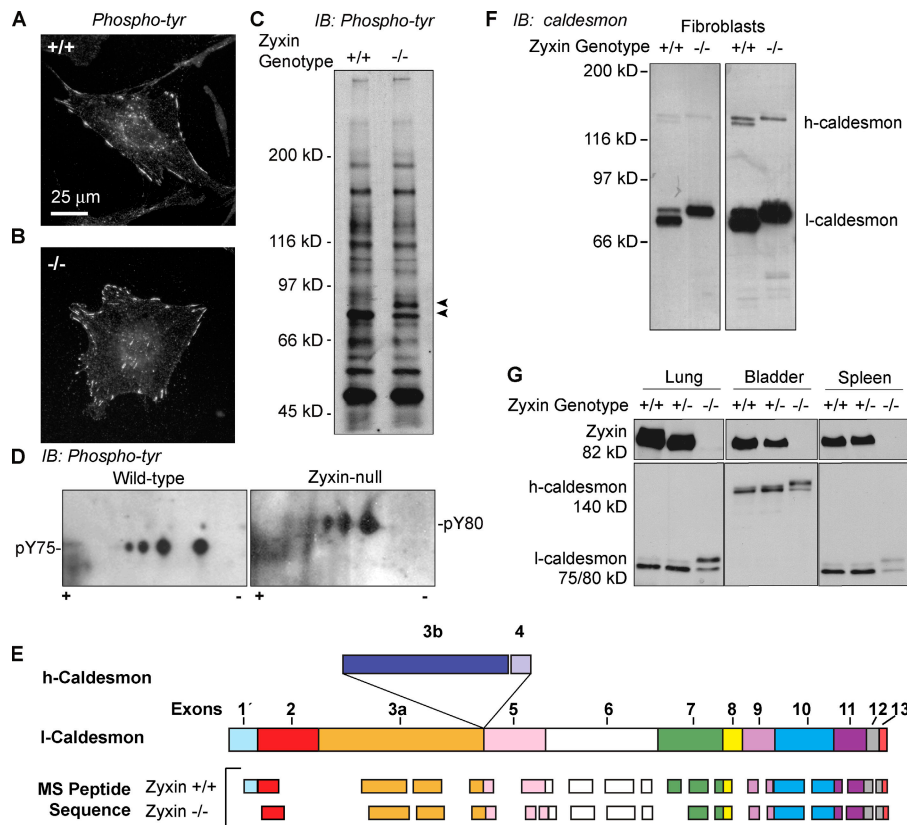 A
Phospho-tyr
+/+
25 µm
B
-/-
C
IB: Phospho-tyr
Zyxin
Genotype
+/+ -/-
200 kD -
116 kD -
97 kD -
66 kD -
45 kD -
D
IB: Phospho-tyr
Wild-type
Zyxin-null
pY75-
-pY80
+ -
+ -
F
IB: caldesmon
Fibroblasts
Zyxin Genotype +/+ -/- +/+ -/-
200 kD
116 kD
97 kD
66 kD
h-caldesmon
l-caldesmon
G
Lung Bladder Spleen
Zyxin Genotype +/+ +/- -/- +/+ +/- -/- +/+ +/- -/-
Zyxin
82 kD
h-caldesmon
140 kD
l-caldesmon
75/80 kD
E
3b 4
h-Caldesmon
Exons 1´ 2 3a 5 6 7 8 9 10 11 12 13
l-Caldesmon
MS Peptide
Sequence
Zyxin +/+
Zyxin -/-